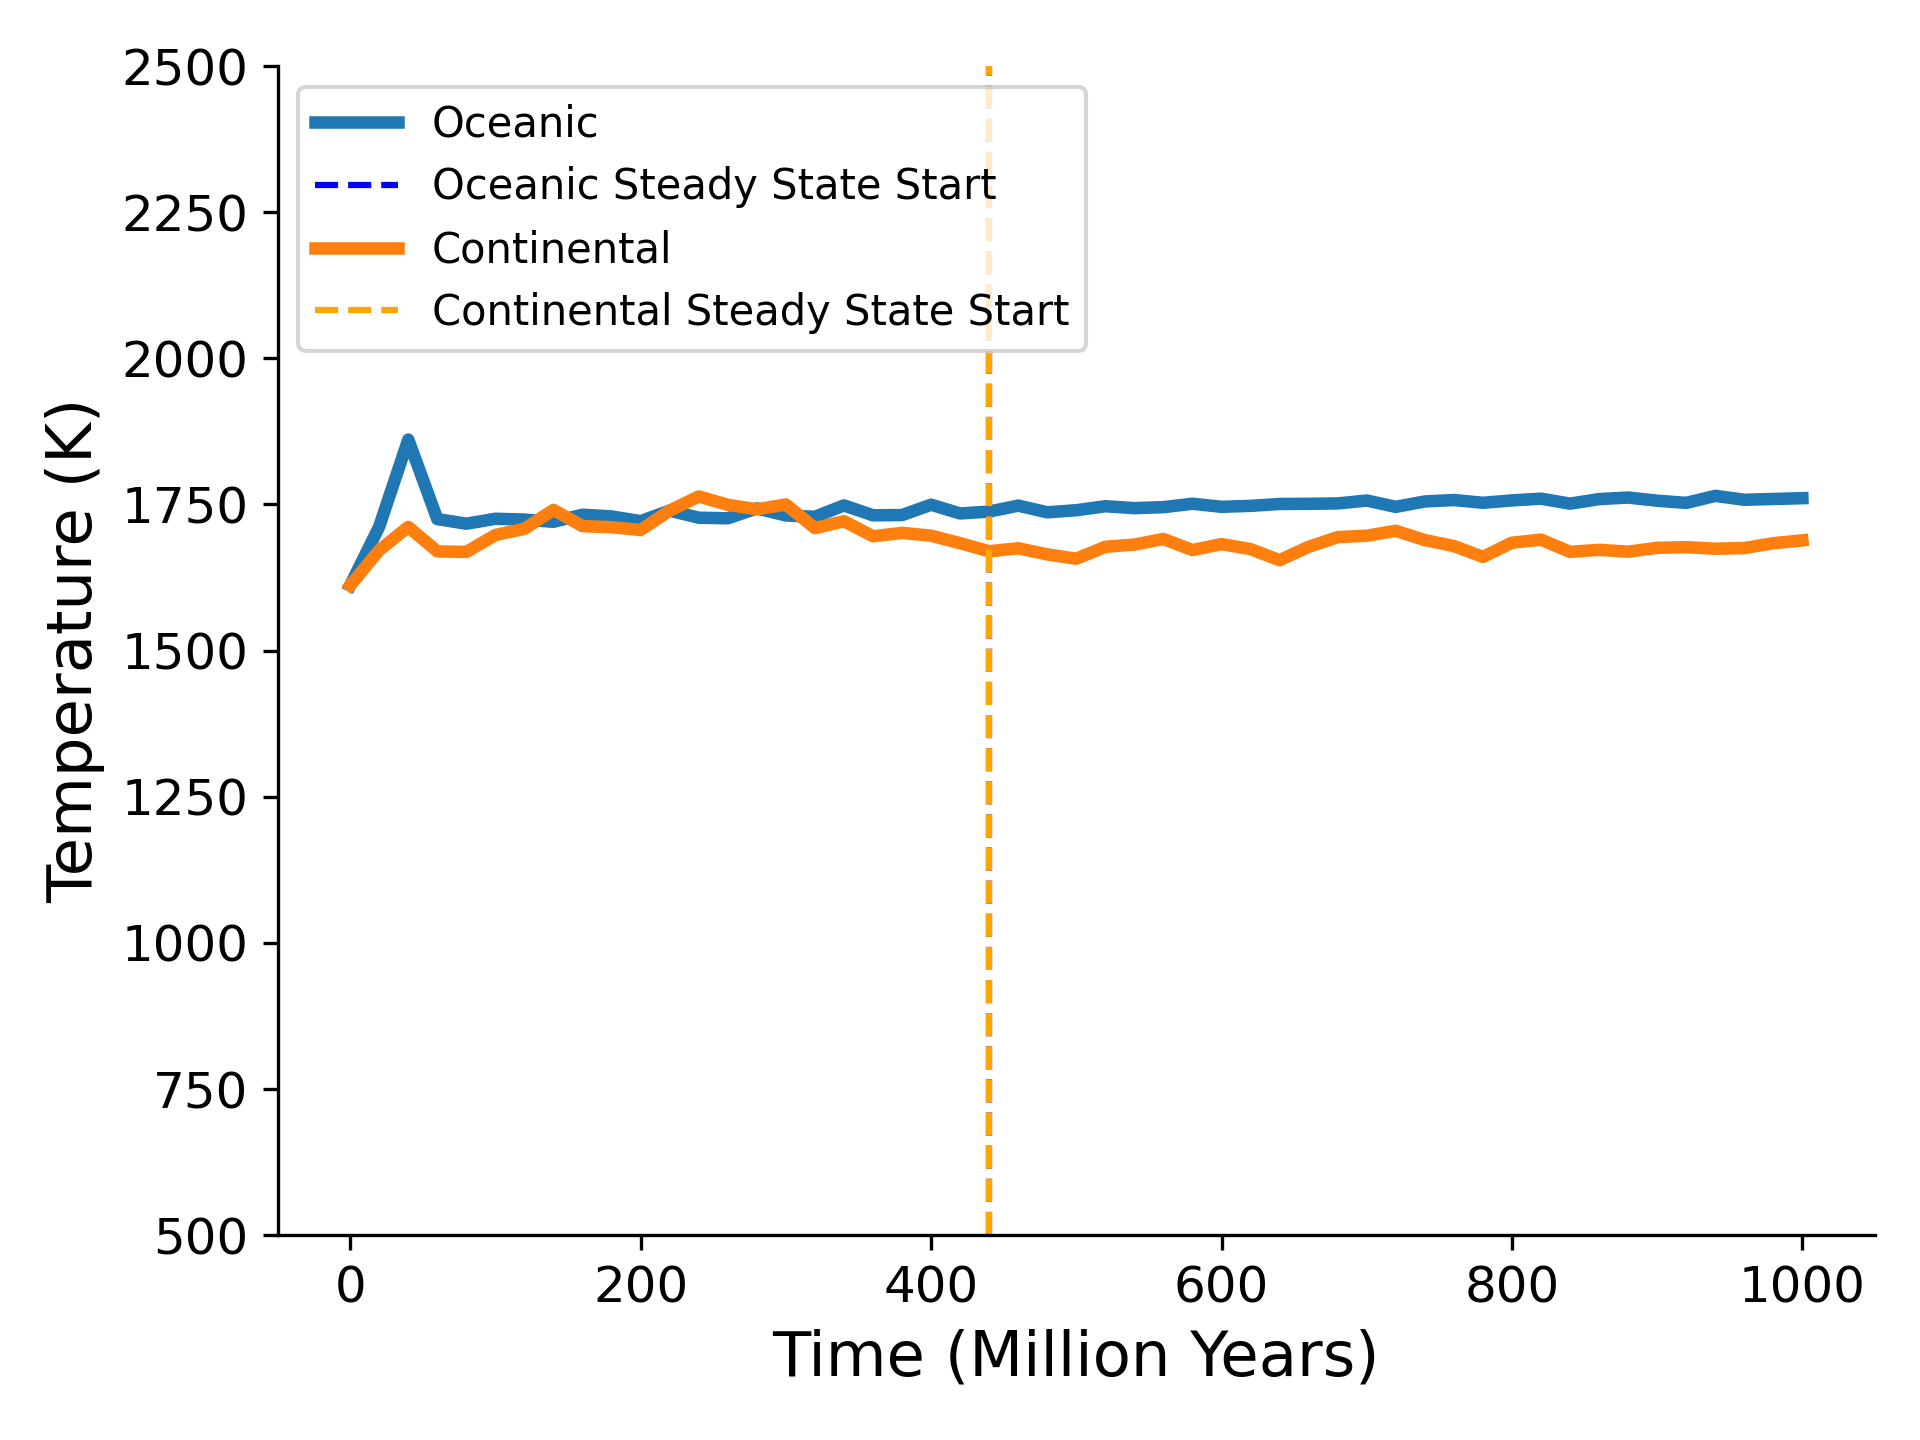 2500
2250
2000
1750
1500
1250
1000
750
500
Temperature (K)
Oceanic
Oceanic Steady State Start
Continental
Continental Steady State Start
0 200 400 600 800 1000
Time (Million Years)